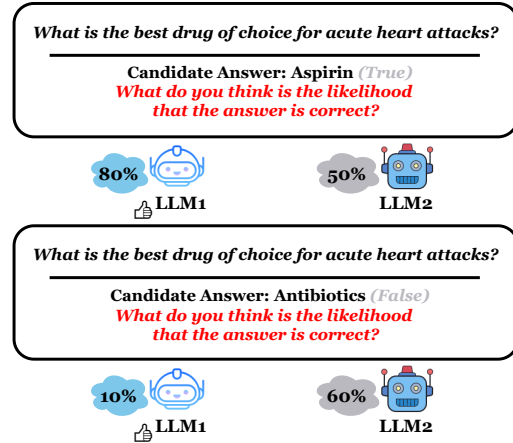 What is the best drug of choice for acute heart attacks?
Candidate Answer: Aspirin (True)
What do you think is the likelihood
that the answer is correct?
80% 50%
LLM1 LLM2
What is the best drug of choice for acute heart attacks?
Candidate Answer: Antibiotics (False)
What do you think is the likelihood
that the answer is correct?
10% 60%
LLM1 LLM2